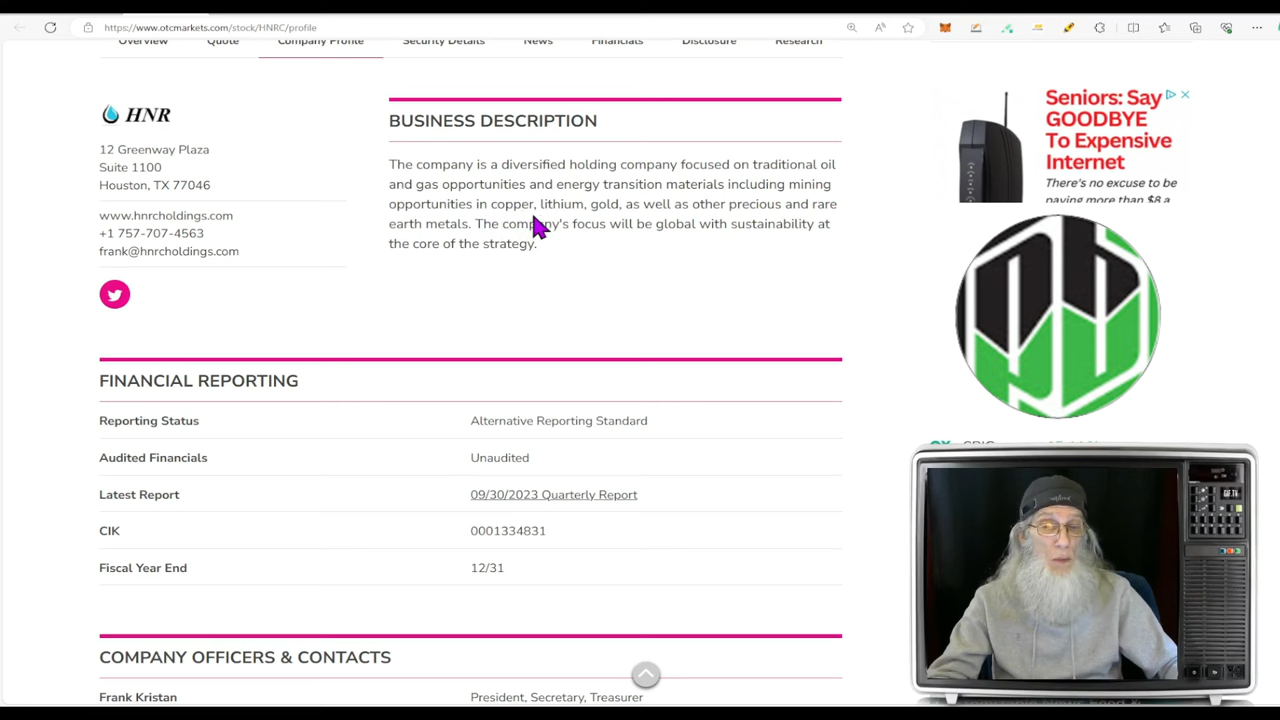 https://www.otcmarkets.com/stock/HNRC/profile
Overview Quote Company Profile Security Details News Financials Disclosure Research
HNR
12 Greenway Plaza
Suite 1100
Houston, TX 77046
www.hnrcholdings.com
+1 757-707-4563
frank@hnrcholdings.com
BUSINESS DESCRIPTION
The company is a diversified holding company focused on traditional oil
and gas opportunities and energy transition materials including mining
opportunities in copper, lithium, gold, as well as other precious and rare
earth metals. The company's focus will be global with sustainability at
the core of the strategy.
Seniors: Say
GOODBYE
To Expensive
Internet
There's no excuse to be
paying more than $8 a
FINANCIAL REPORTING
Reporting Status Alternative Reporting Standard
Audited Financials Unaudited
Latest Report 09/30/2023 Quarterly Report
CIK 0001334831
Fiscal Year End 12/31
COMPANY OFFICERS & CONTACTS
Frank Kristan President, Secretary, Treasurer
GIF.TV